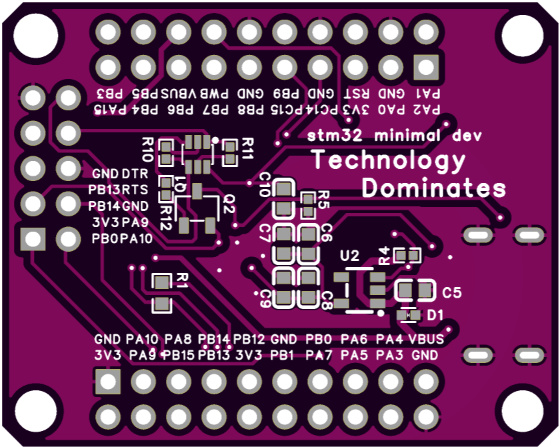 PB3 PB5 VBUS PWR PB9 GND GND RST GND PA1
PA15 PB4 PB6 PB7 PB8 PC15 PC14 3V3 PA0 PA2
stm32 minimal dev
Technology
Dominates
R10
R11
GND DTR
PB13 RTS
PB14 GND
3V3 PA9
PB0 PA10
Q1
R12
Q2
C10
R5
C7
C6
U2
R4
R1
C9
C8
C5
D1
GND PA10 PA8 PB14 PB12 GND PB0 PA6 PA4 VBUS
3V3 PA9 PB15 PB13 3V3 PB1 PA7 PA5 PA3 GND